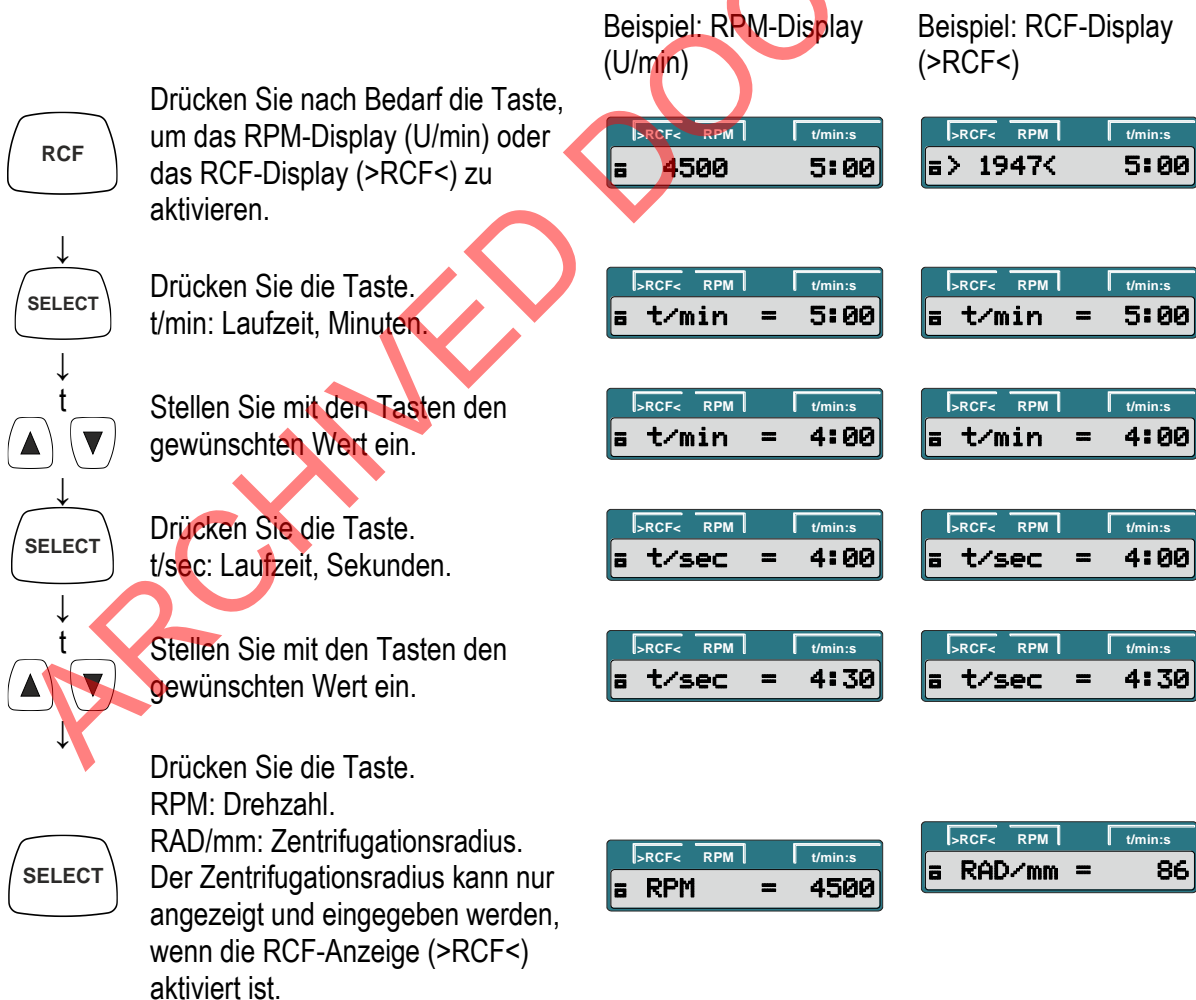 Beispiel: RPM-Display
(U/min)
Beispiel: RCF-Display
(>RCF<)
RCF
Drücken Sie nach Bedarf die Taste,
um das RPM-Display (U/min) oder
das RCF-Display (>RCF<) zu
aktivieren.
>RCF< RPM t/min:s
4500 5:00
>RCF< RPM t/min:s
> 1947< 5:00
↓
SELECT
Drücken Sie die Taste.
t/min: Laufzeit, Minuten.
>RCF< RPM t/min:s
t/min = 5:00
>RCF< RPM t/min:s
t/min = 5:00
↓
t
▲ ▼
Stellen Sie mit den Tasten den
gewünschten Wert ein.
>RCF< RPM t/min:s
t/min = 4:00
>RCF< RPM t/min:s
t/min = 4:00
↓
SELECT
Drücken Sie die Taste.
t/sec: Laufzeit, Sekunden.
>RCF< RPM t/min:s
t/sec = 4:00
>RCF< RPM t/min:s
t/sec = 4:00
↓
t
▲ ▼
Stellen Sie mit den Tasten den
gewünschten Wert ein.
>RCF< RPM t/min:s
t/sec = 4:30
>RCF< RPM t/min:s
t/sec = 4:30
↓
SELECT
Drücken Sie die Taste.
RPM: Drehzahl.
RAD/mm: Zentrifugationsradius.
Der Zentrifugationsradius kann nur
angezeigt und eingegeben werden,
wenn die RCF-Anzeige (>RCF<)
aktiviert ist.
>RCF< RPM t/min:s
RPM = 4500
>RCF< RPM t/min:s
RAD/mm = 86
ARCHIVED DO